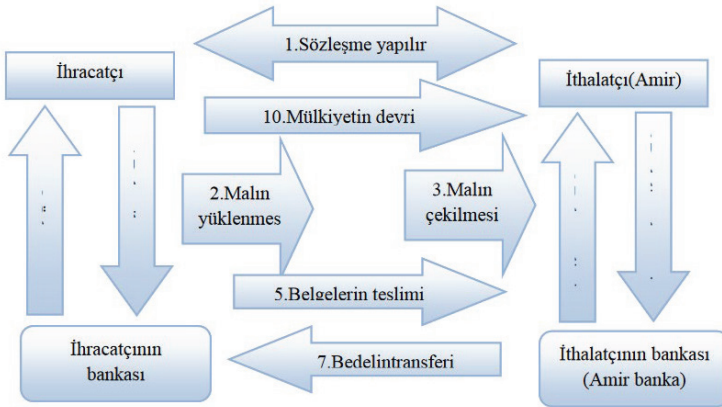 1.Sözleşme yapılır
İhracatçı
İthalatçı(Amir)
10.Mülkiyetin devri
2.Malın
yüklenmes
3.Malın
çekilmesi
5.Belgelerin teslimi
İhracatçının
bankası
7.Bedelintransferi
İthalatçının bankası
(Amir banka)